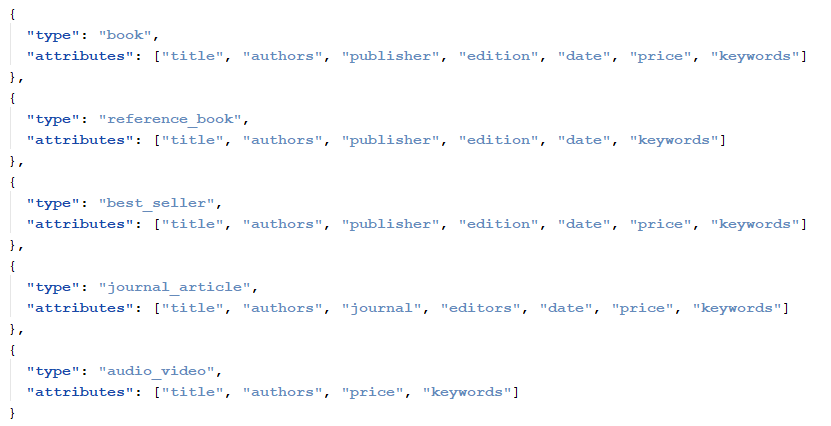 {
"type": "book",
"attributes": ["title", "authors", "publisher", "edition", "date", "price", "keywords"]
},
{
"type": "reference_book",
"attributes": ["title", "authors", "publisher", "edition", "date", "keywords"]
},
{
"type": "best_seller",
"attributes": ["title", "authors", "publisher", "edition", "date", "price", "keywords"]
},
{
"type": "journal_article",
"attributes": ["title", "authors", "journal", "editors", "date", "price", "keywords"]
},
{
"type": "audio_video",
"attributes": ["title", "authors", "price", "keywords"]
}